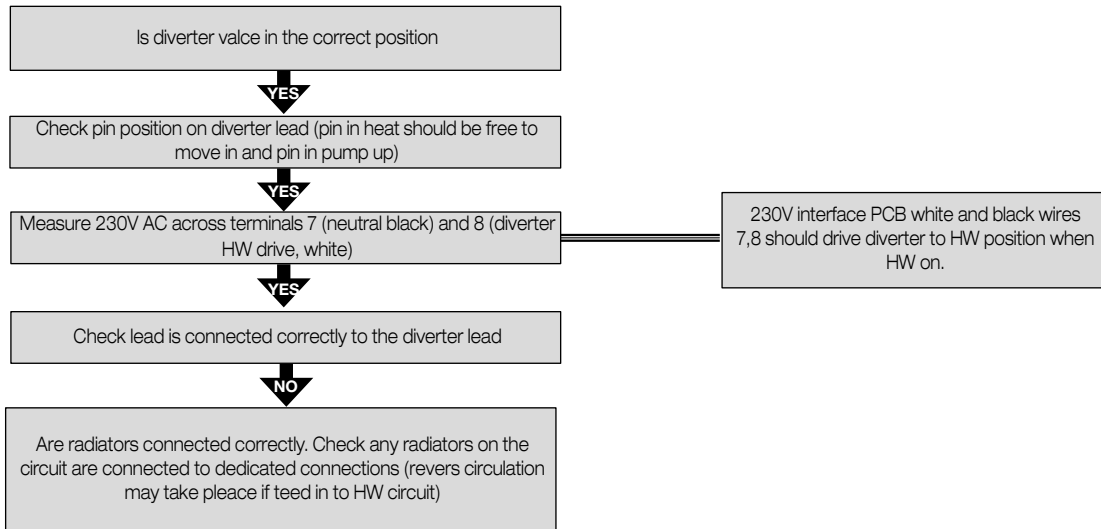 Is diverter valce in the correct position
YES
Check pin position on diverter lead (pin in heat should be free to
move in and pin in pump up)
YES
Measure 230V AC across terminals 7 (neutral black) and 8 (diverter
HW drive, white)
230V interface PCB white and black wires
7,8 should drive diverter to HW position when
HW on.
YES
Check lead is connected correctly to the diverter lead
NO
Are radiators connected correctly. Check any radiators on the
circuit are connected to dedicated connections (revers circulation
may take pleace if teed in to HW circuit)